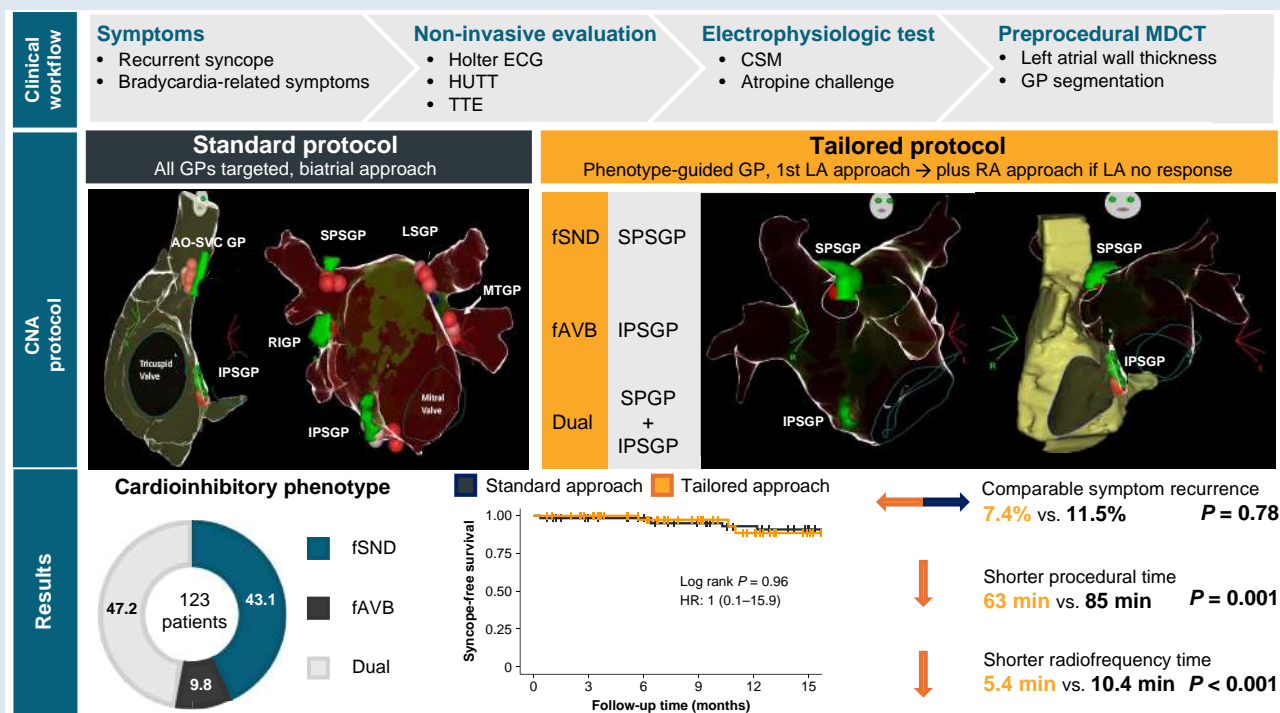 Clinical
workflow
Symptoms
• Recurrent syncope
• Bradycardia-related symptoms
Non-invasive evaluation
• Holter ECG
• HUTT
• TTE
Electrophysiologic test
• CSM
• Atropine challenge
Preprocedural MDCT
• Left atrial wall thickness
• GP segmentation
CNA
protocol
Standard protocol
All GPs targeted, biatrial approach
AO-SVC GP
Tricuspid
Valve
IPSGP
SPSGP
LSGP
MTGP
RIGP
Mitral
Valve
IPSGP
Tailored protocol
Phenotype-guided GP, 1st LA approach → plus RA approach if LA no response
fSND SPSGP
fAVB IPSGP
Dual SPGP
+
IPSGP
SPSGP
R
IPSGP
SPSGP
R
IPSGP
Results
Cardioinhibitory phenotype
47.2
123
patients
43.1
9.8
fSND
fAVB
Dual
Standard approach Tailored approach
Syncope-free survival
1.00
0.75
0.50
0.25
0
Log rank P = 0.96
HR: 1 (0.1–15.9)
0 3 6 9 12 15
Follow-up time (months)
Comparable symptom recurrence
7.4% vs. 11.5% P = 0.78
Shorter procedural time
63 min vs. 85 min P = 0.001
Shorter radiofrequency time
5.4 min vs. 10.4 min P < 0.001